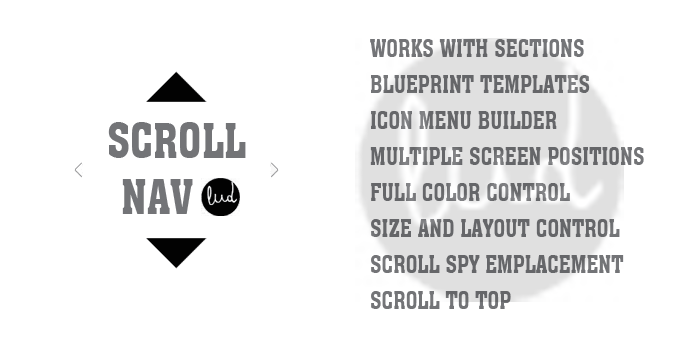 SCROLL
NAV lud
WORKS WITH SECTIONS
BLUEPRINT TEMPLATES
ICON MENU BUILDER
MULTIPLE SCREEN POSITIONS
FULL COLOR CONTROL
SIZE AND LAYOUT CONTROL
SCROLL SPY EMPLACEMENT
SCROLL TO TOP
lud